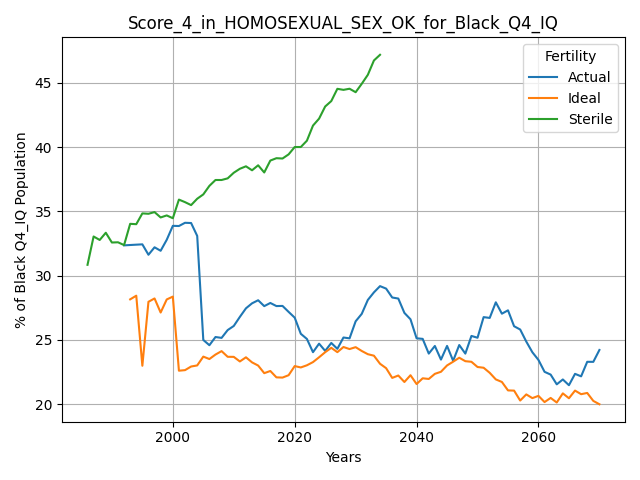 Score_4_in_HOMOSEXUAL_SEX_OK_for_Black_Q4_IQ
Fertility
Actual
Ideal
Sterile
% of Black Q4_IQ Population
45
40
35
30
25
20
2000
2020
2040
2060
Years